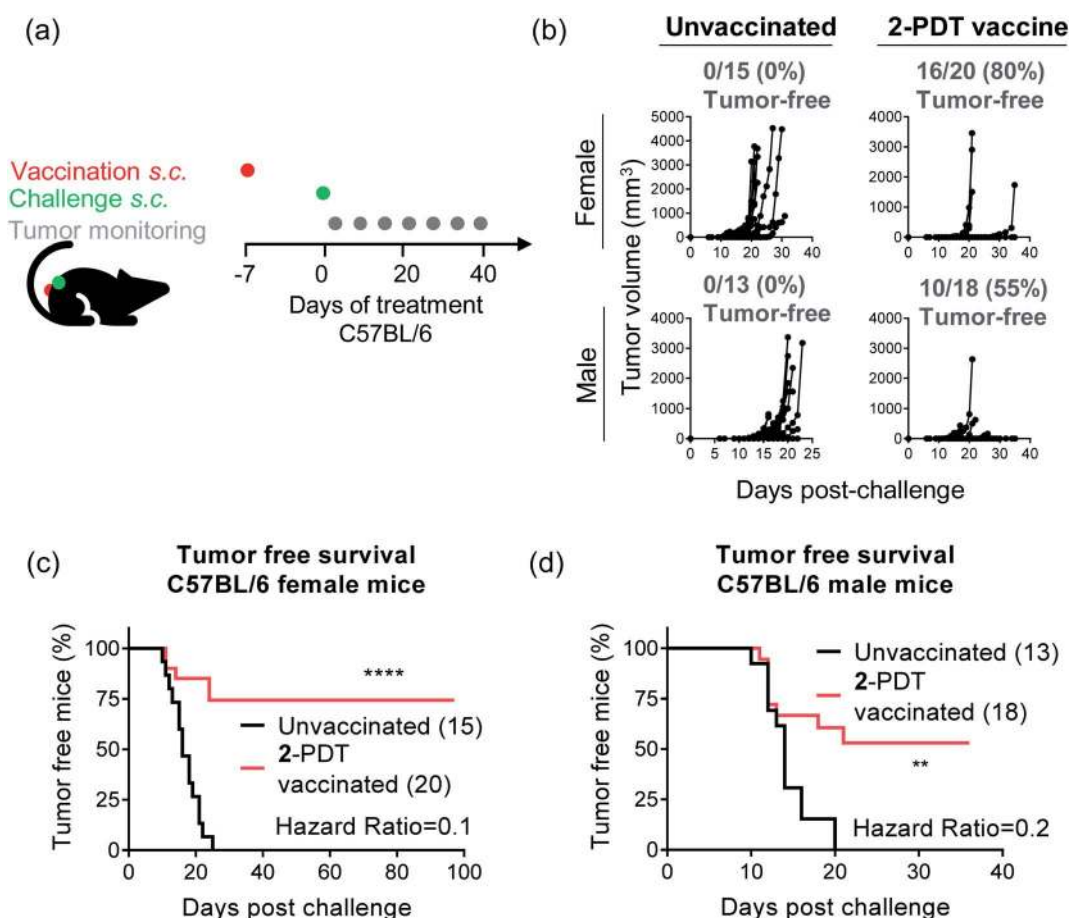 (a)
Vaccination s.c.
Challenge s.c.
Tumor monitoring
-7
0
20
40
Days of treatment
C57BL/6
(b)
Unvaccinated
2-PDT vaccine
Female
Male
Tumor volume (mm³)
0/15 (0%)
Tumor-free
5000
4000
3000
2000
1000
0
0 10 20 30 40
16/20 (80%)
Tumor-free
4000
3000
2000
1000
0
0 10 20 30 40
0/13 (0%)
Tumor-free
4000
3000
2000
1000
0
0 5 10 15 20 25
10/18 (55%)
Tumor-free
4000
3000
2000
1000
0
0 10 20 30 40
Days post-challenge
(c)
Tumor free survival
C57BL/6 female mice
Tumor free mice (%)
100
75
50
25
0
****
Unvaccinated (15)
2-PDT
vaccinated (20)
Hazard Ratio=0.1
0 20 40 60 80 100
Days post challenge
(d)
Tumor free survival
C57BL/6 male mice
Tumor free mice (%)
100
75
50
25
0
Unvaccinated (13)
2-PDT
vaccinated (18)
**
Hazard Ratio=0.2
0 10 20 30 40
Days post challenge